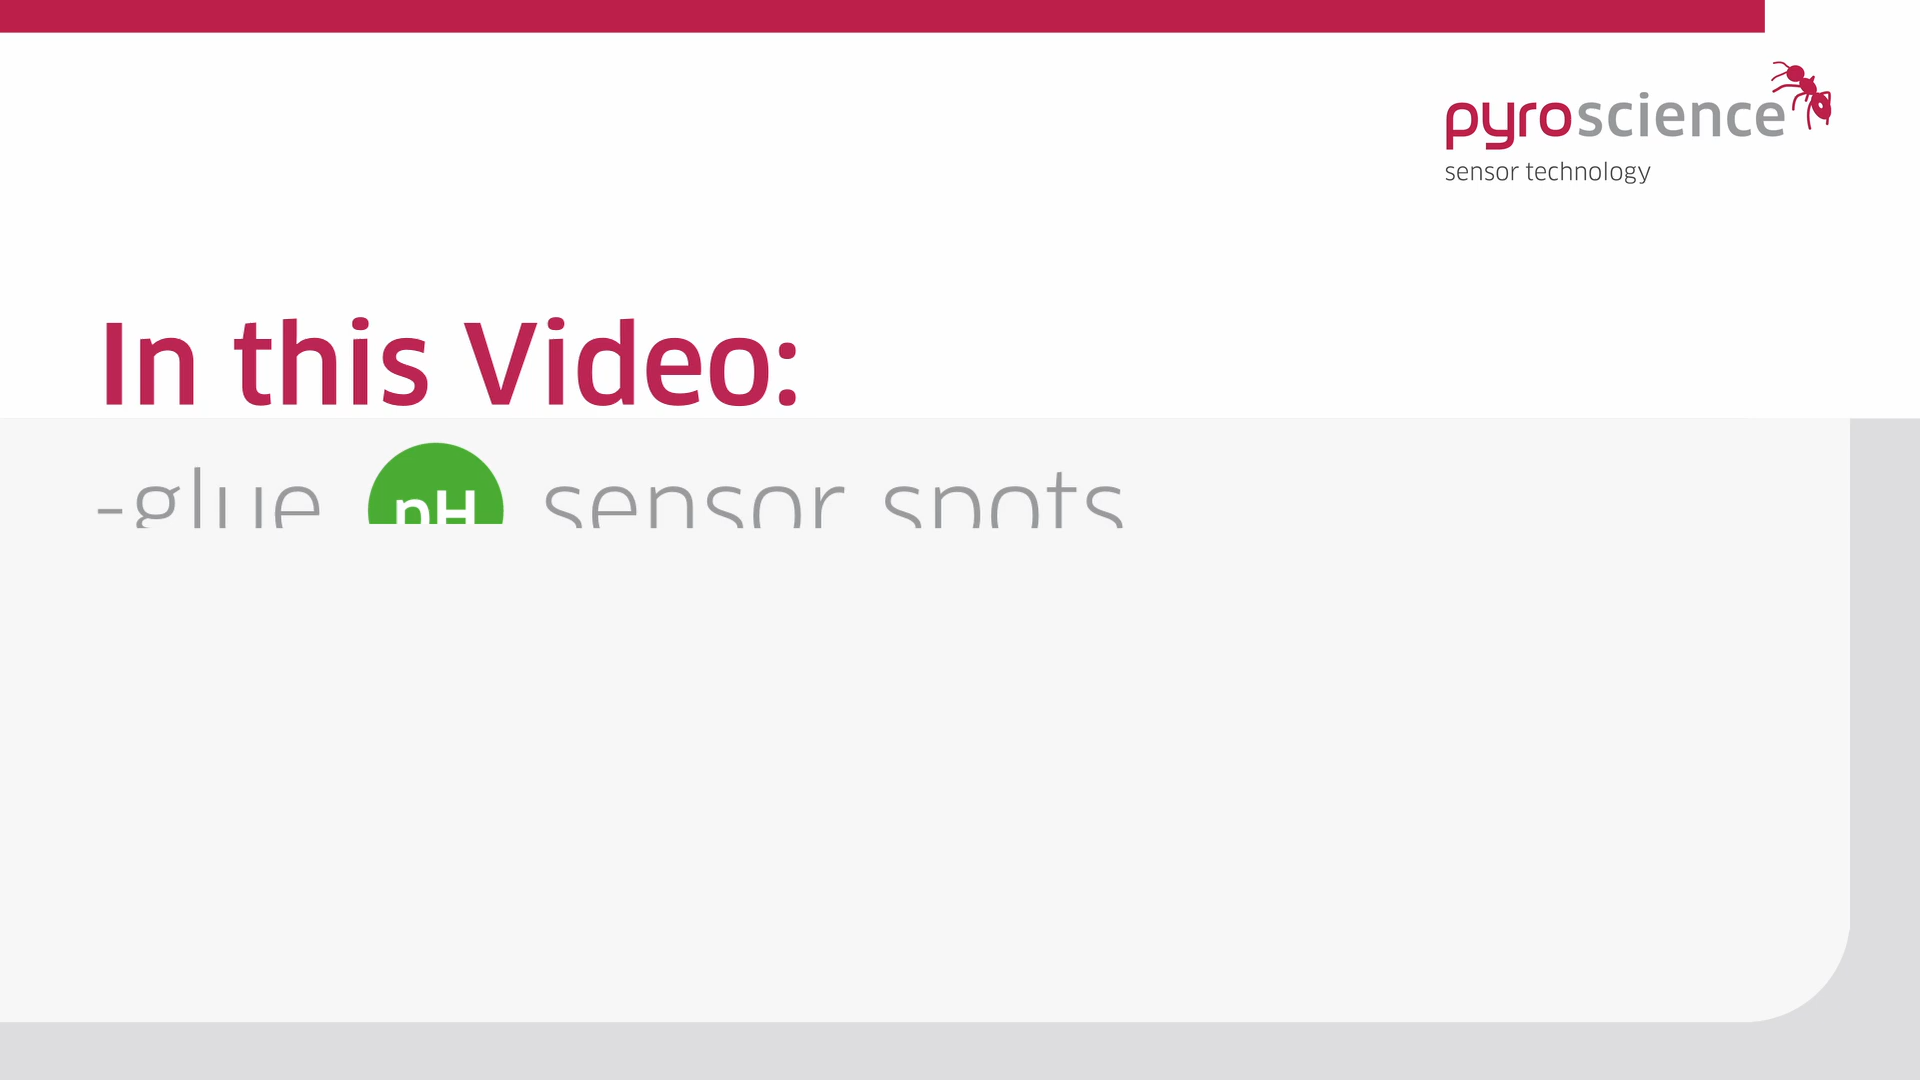 pyroscience
sensor technology
In this Video:
-glue pH sensor spots